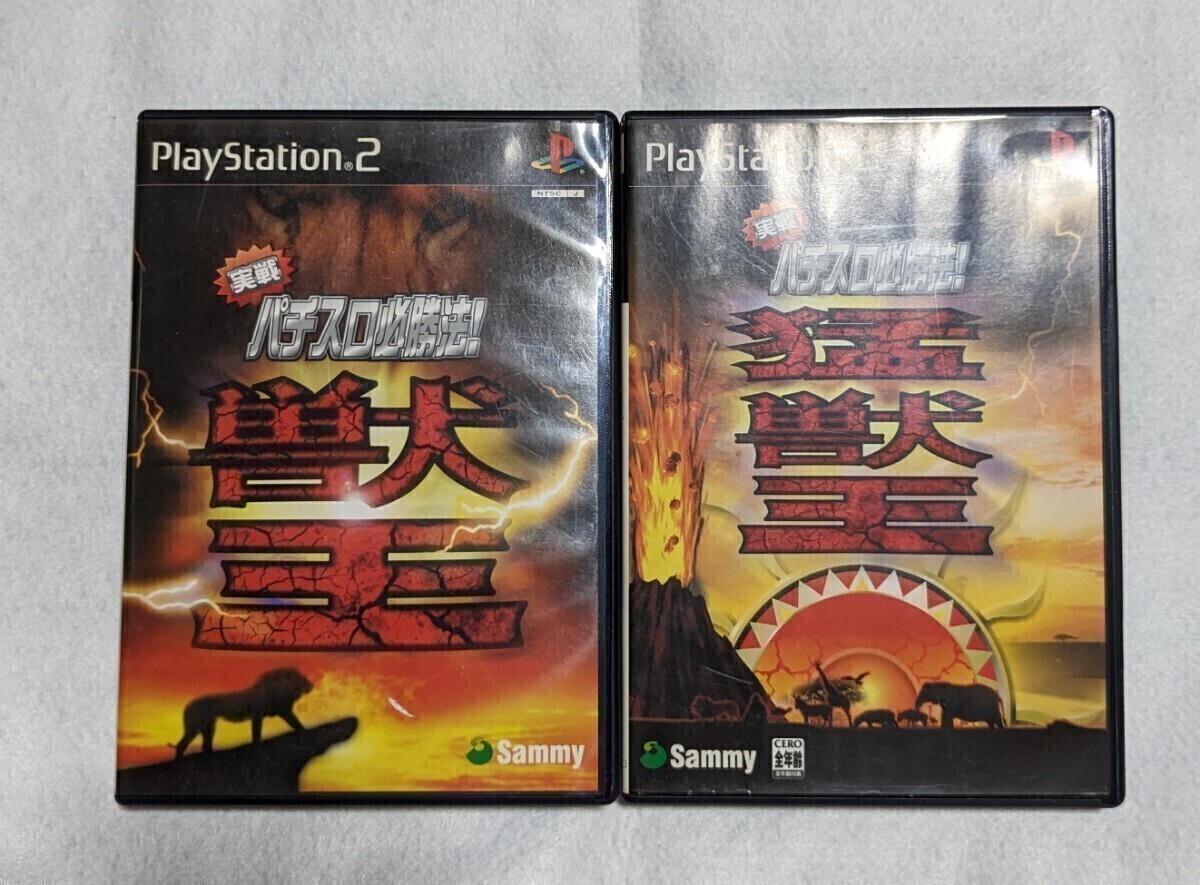 PlayStation®2
NTSC J
実戦
パチスロ必勝法!
獣
王
Sammy
PlayStation 2
実戦
パチスロ必勝法!
猛
獣
王
Sammy
CERO
全年齢